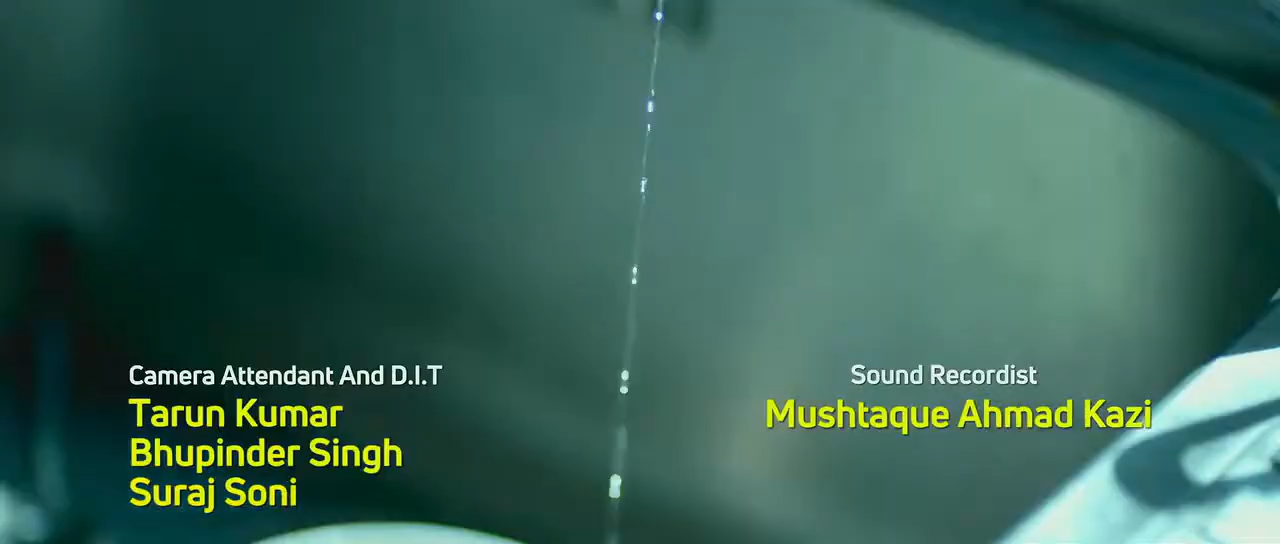 Camera Attendant And D.I.T
Tarun Kumar
Bhupinder Singh
Suraj Soni
Sound Recordist
Mushtaque Ahmad Kazi